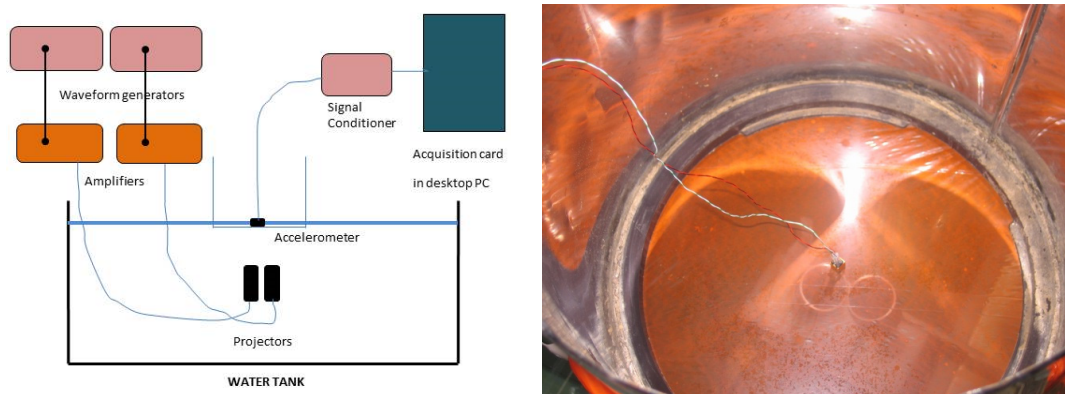 Waveform generators
Signal
Conditioner
Amplifiers
Acquisition card
in desktop PC
Accelerometer
Projectors
WATER TANK